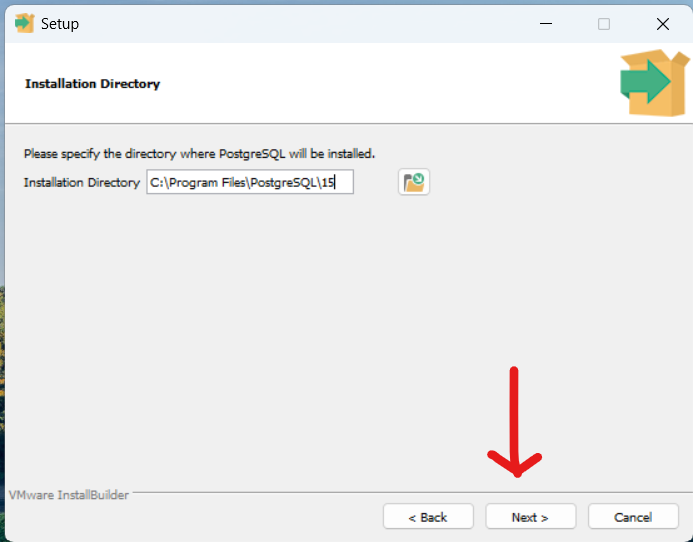 Setup
Installation Directory
Please specify the directory where PostgreSQL will be installed.
Installation Directory C:\Program Files\PostgreSQL\15
VMware InstallBuilder
< Back Next > Cancel